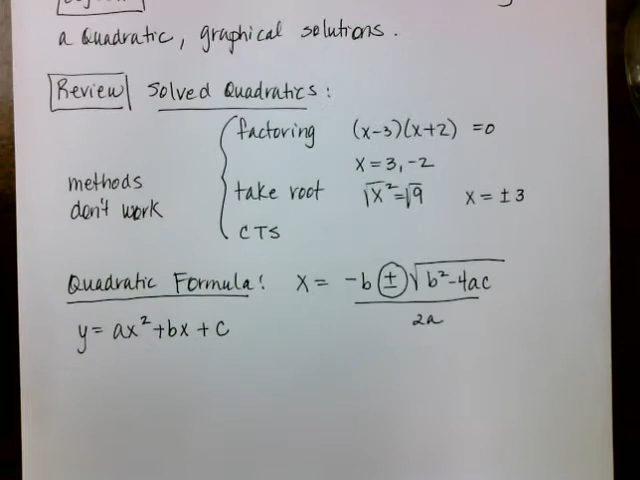 a Quadratic, graphical solutions.
Review Solved Quadratics:
factoring (x-3)(x+2) =0
x=3,-2
methods don't work
take root √x²=√9 x=±3
CTS
Quadratic Formula: x = -b±√b²-4ac
2a
y=ax²+bx+c